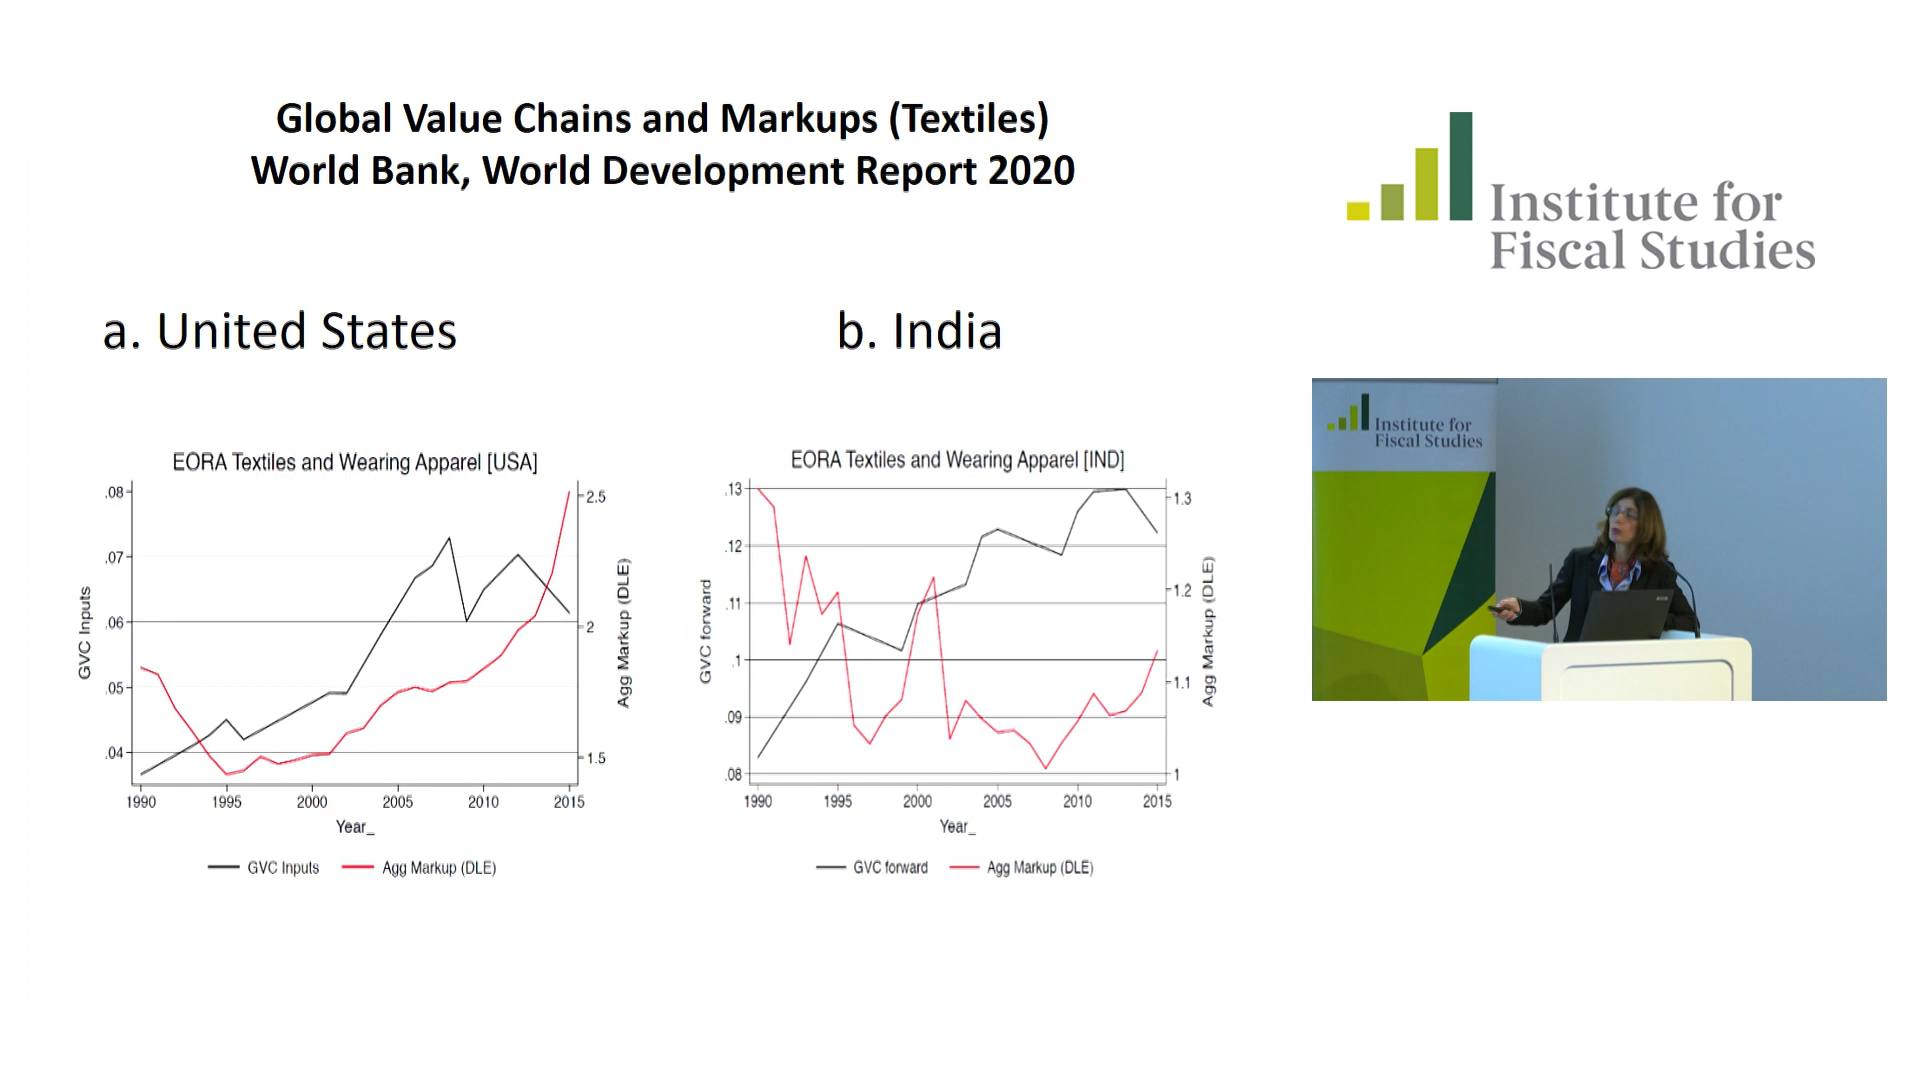 Global Value Chains and Markups (Textiles)
World Bank, World Development Report 2020
Institute for
Fiscal Studies
a. United States
b. India
EORA Textiles and Wearing Apparel [USA]
.08
.07
.06
.05
.04
GVC Inputs
2.5
2
1.5
Agg Markup (DLE)
1990 1995 2000 2005 2010 2015
Year_
GVC Inputs Agg Markup (DLE)
EORA Textiles and Wearing Apparel [IND]
.13
.12
.11
.1
.09
.08
GVC forward
1.3
1.2
1.1
1
Agg Markup (DLE)
1990 1995 2000 2005 2010 2015
Year_
GVC forward Agg Markup (DLE)
Institute for
Fiscal Studies